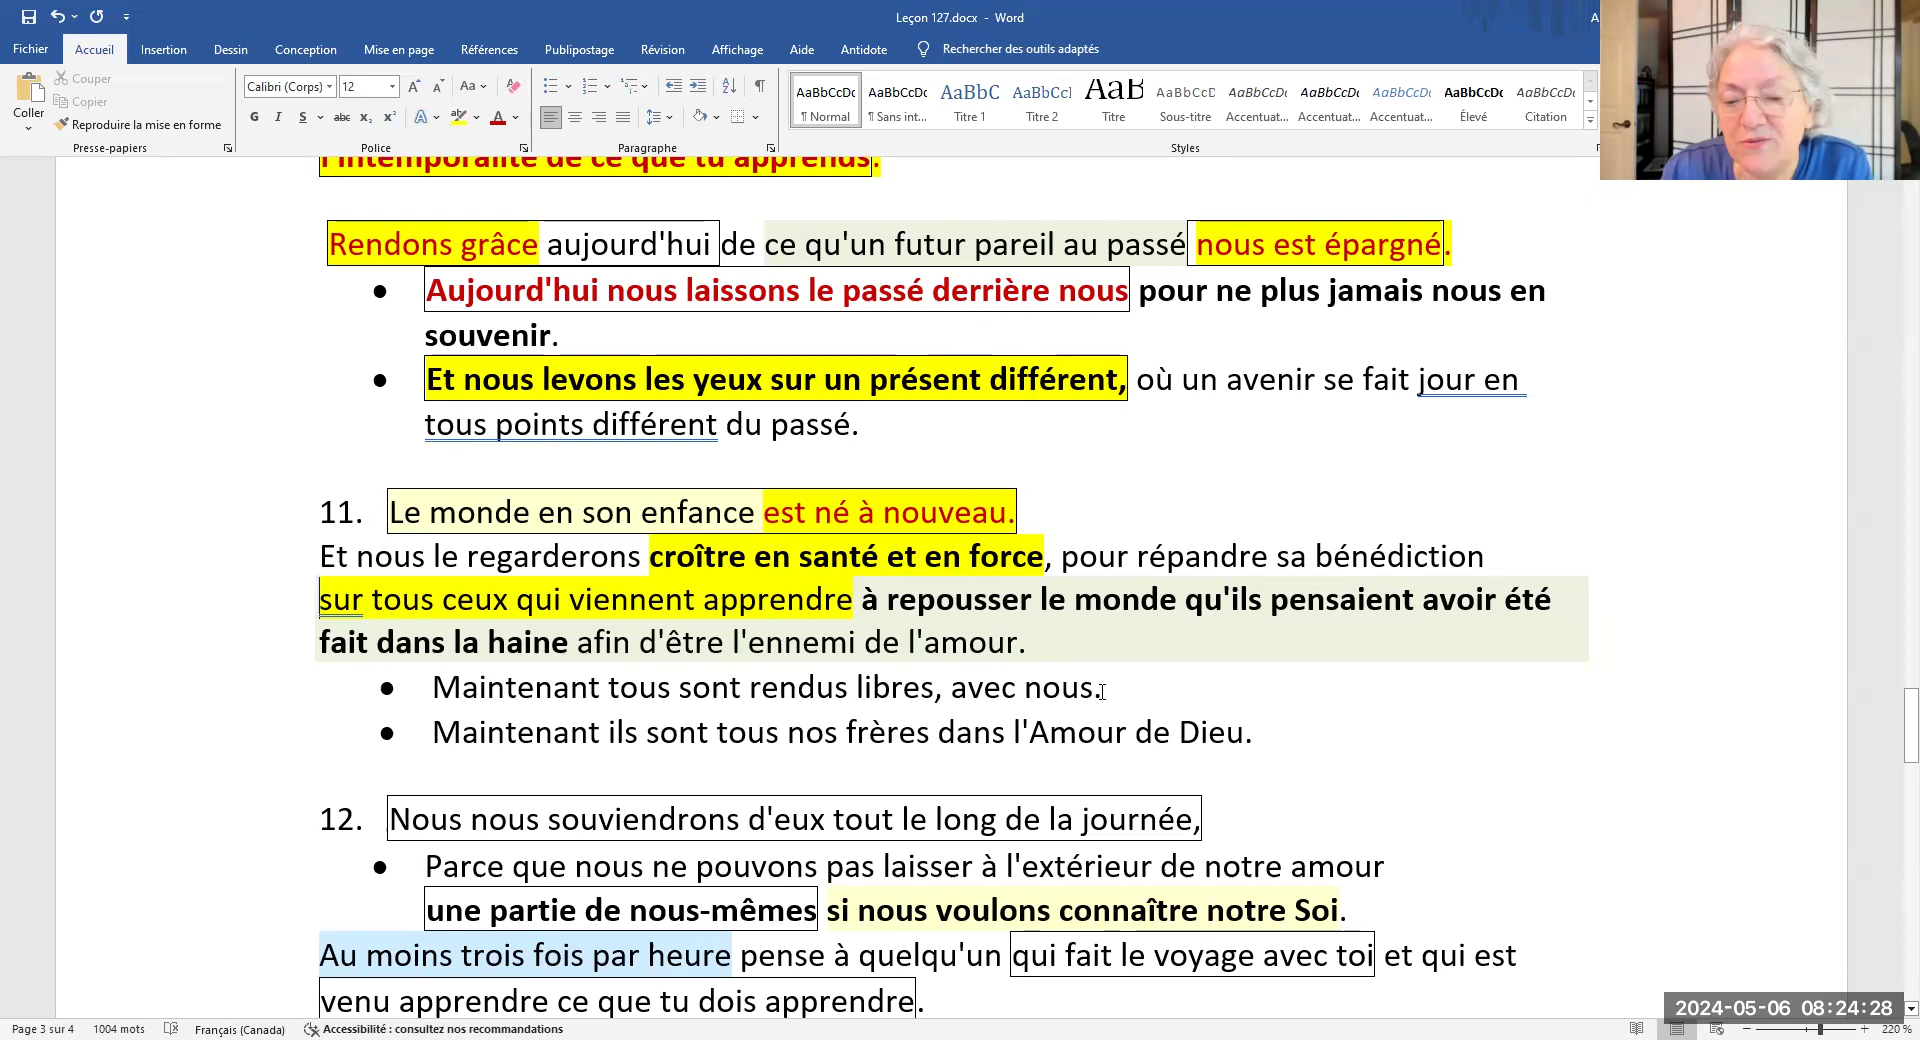 Leçon 127.docx - Word
A
Fichier Accueil Insertion Dessin Conception Mise en page Références Publipostage Révision Affichage Aide Antidote Rechercher des outils adaptés
Coller
Couper
Copier
Reproduire la mise en forme
Presse-papiers
Calibri (Corps) 12
G I S abc
Police
Paragraphe
AaBbCcDc AaBbCcDc AaBbC AaBbCcI AaB AaBbCcD AaBbCcDc AaBbCcDc AaBbCcDc AaBbCcDc AaBbCcDc
¶ Normal ¶ Sans int... Titre 1 Titre 2 Titre Sous-titre Accentuat... Accentuat... Accentuat... Élevé Citation
Styles
l'intemporalité de ce que tu apprends.
Rendons grâce aujourd'hui de ce qu'un futur pareil au passé nous est épargné.
● Aujourd'hui nous laissons le passé derrière nous pour ne plus jamais nous en
souvenir.
● Et nous levons les yeux sur un présent différent, où un avenir se fait jour en
tous points différent du passé.
11. Le monde en son enfance est né à nouveau.
Et nous le regarderons croître en santé et en force, pour répandre sa bénédiction
sur tous ceux qui viennent apprendre à repousser le monde qu'ils pensaient avoir été
fait dans la haine afin d'être l'ennemi de l'amour.
● Maintenant tous sont rendus libres, avec nous.
● Maintenant ils sont tous nos frères dans l'Amour de Dieu.
12. Nous nous souviendrons d'eux tout le long de la journée,
● Parce que nous ne pouvons pas laisser à l'extérieur de notre amour
une partie de nous-mêmes si nous voulons connaître notre Soi.
Au moins trois fois par heure pense à quelqu'un qui fait le voyage avec toi et qui est
venu apprendre ce que tu dois apprendre.
2024-05-06 08:24:28
Page 3 sur 4 1004 mots Français (Canada) Accessibilité : consultez nos recommandations 220 %